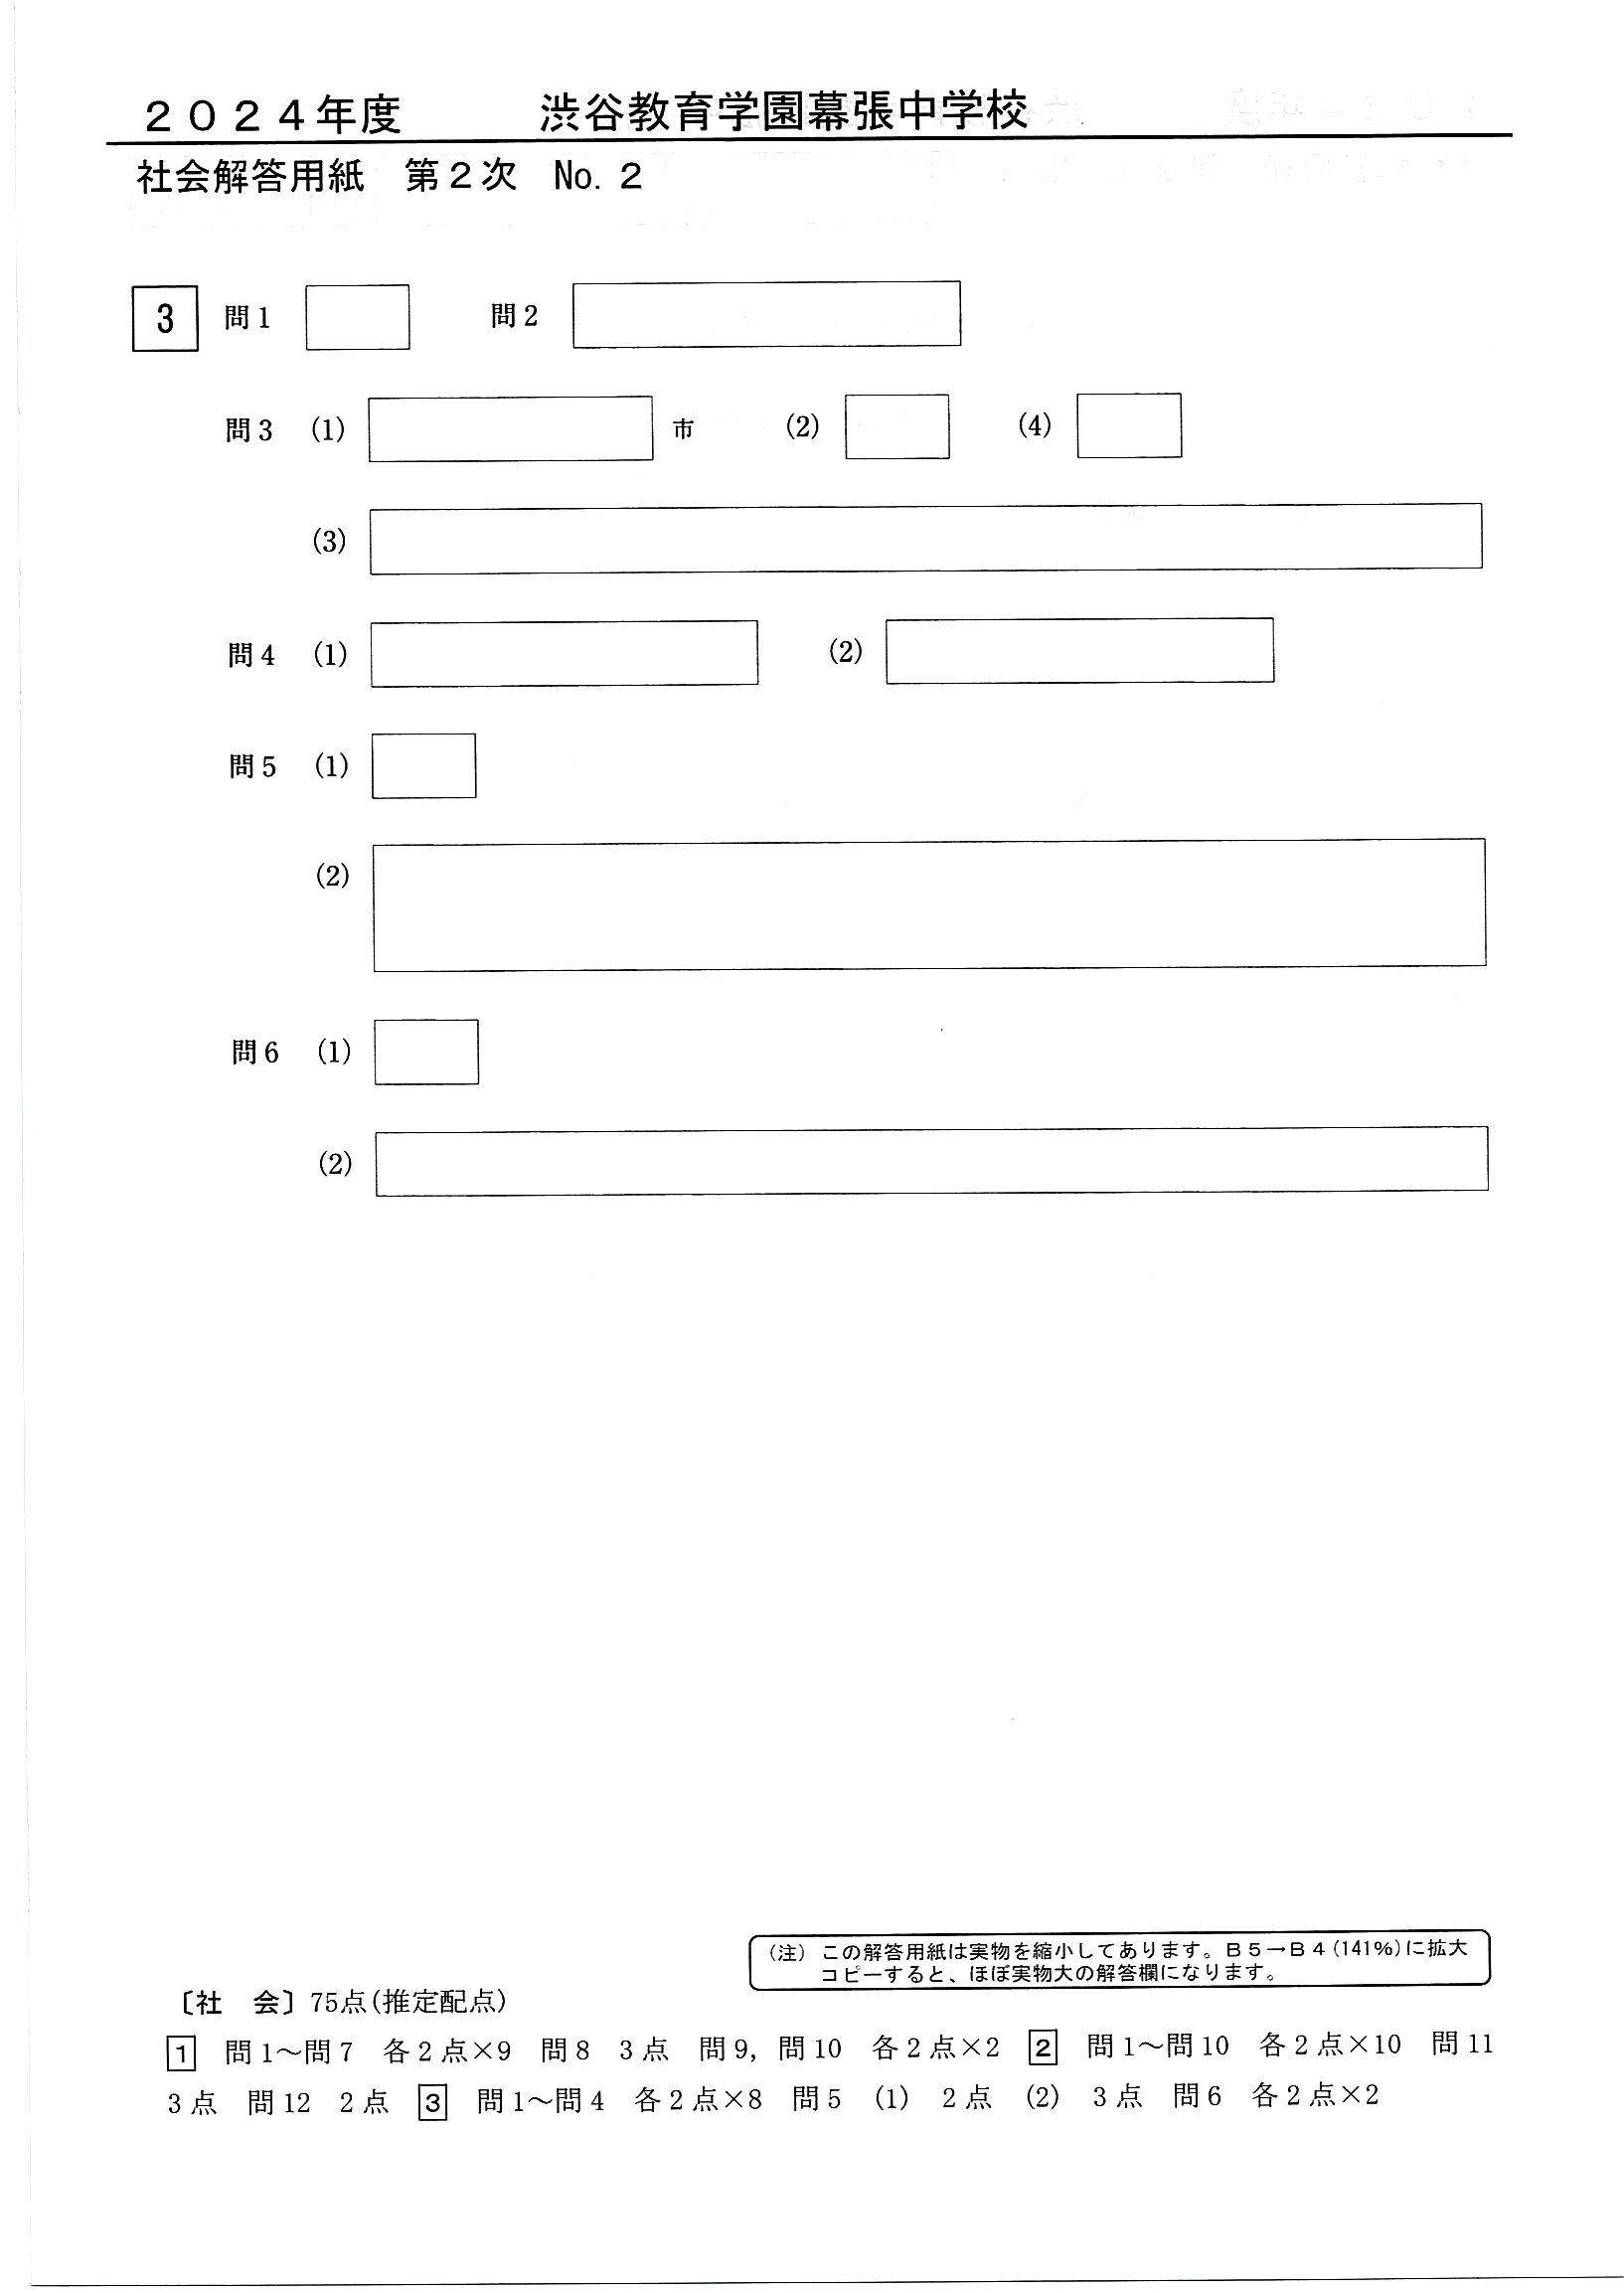 ２０２４年度　渋谷教育学園幕張中学校
社会解答用紙　第２次　No. 2
3　問1　問2
問3　(1)　市　(2)　(4)
(3)
問4　(1)　(2)
問5　(1)
(2)
問6　(1)
(2)
（注）この解答用紙は実物を縮小してあります。Ｂ５→Ｂ４(141%)に拡大
コピーすると、ほぼ実物大の解答欄になります。
〔社　会〕75点(推定配点)
1　問1〜問7　各2点×9　問8　3点　問9，問10　各2点×2　2　問1〜問10　各2点×10　問11
3点　問12　2点　3　問1〜問4　各2点×8　問5　(1)　2点　(2)　3点　問6　各2点×2